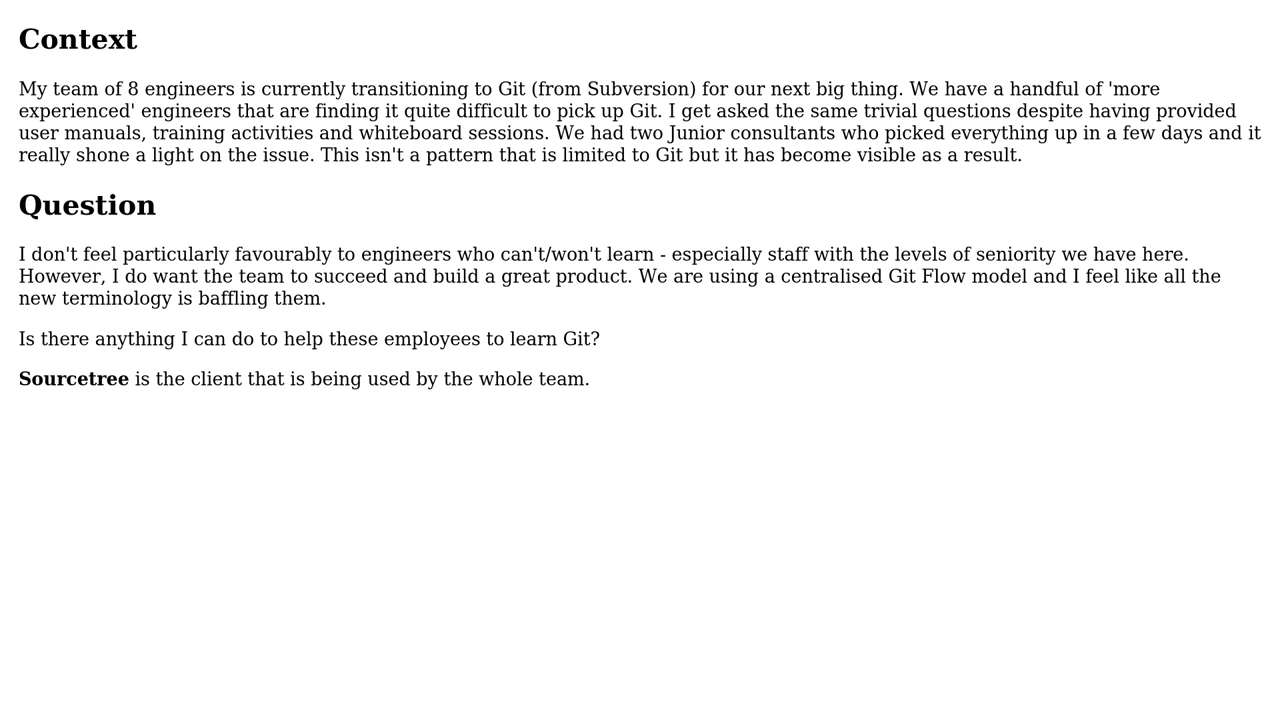 Context
My team of 8 engineers is currently transitioning to Git (from Subversion) for our next big thing. We have a handful of 'more
experienced' engineers that are finding it quite difficult to pick up Git. I get asked the same trivial questions despite having provided
user manuals, training activities and whiteboard sessions. We had two Junior consultants who picked everything up in a few days and it
really shone a light on the issue. This isn't a pattern that is limited to Git but it has become visible as a result.
Question
I don't feel particularly favourably to engineers who can't/won't learn - especially staff with the levels of seniority we have here.
However, I do want the team to succeed and build a great product. We are using a centralised Git Flow model and I feel like all the
new terminology is baffling them.
Is there anything I can do to help these employees to learn Git?
Sourcetree is the client that is being used by the whole team.